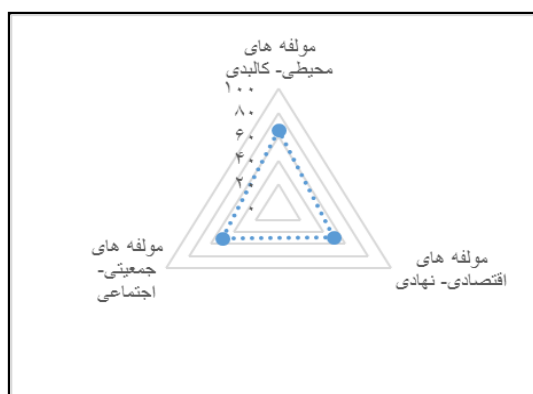 مولفه های
محیطی- کالبدی
۱۰۰
۸۰
۶۰
۴۰
۲۰
۰
مولفه های
اقتصادی- نهادی
مولفه های
جمعیتی-
اجتماعی